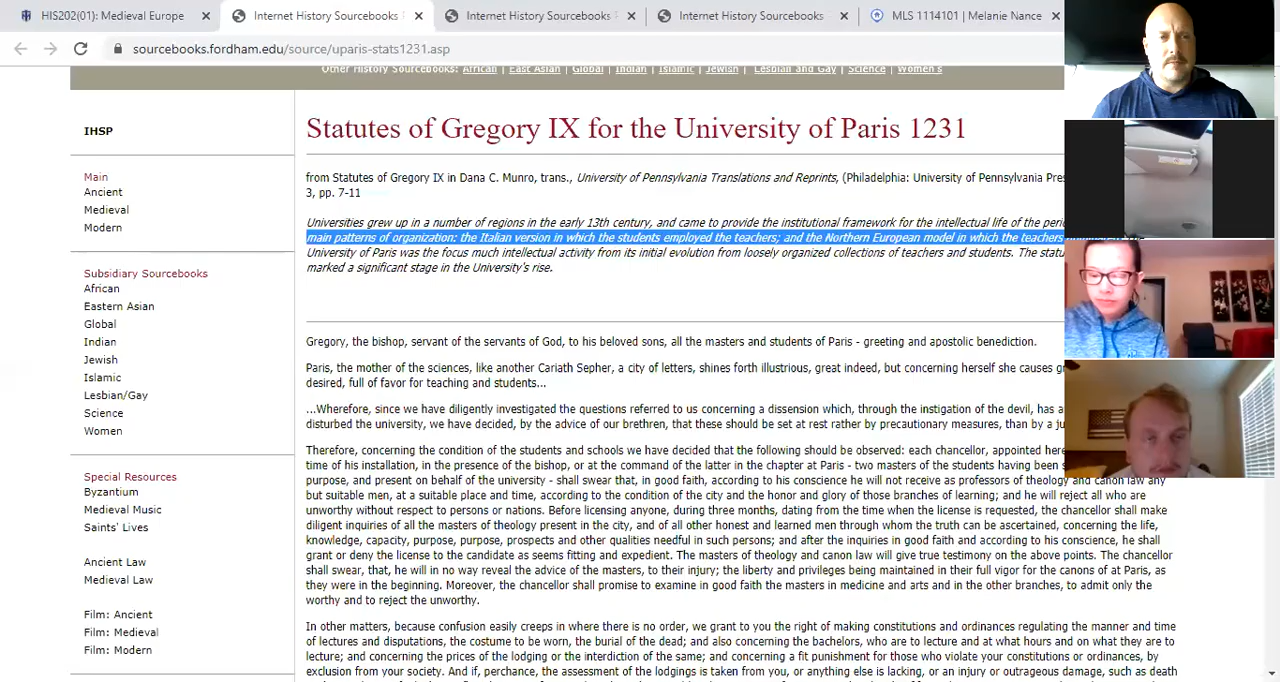 HIS202(01): Medieval Europe
Internet History Sourcebooks
Internet History Sourcebooks
Internet History Sourcebooks
MLS 1114101 | Melanie Nance
sourcebooks.fordham.edu/source/uparis-stats1231.asp
Other History Sourcebooks: African | East Asian | Global | Indian | Islamic | Jewish | Lesbian and Gay | Science | Women's
IHSP
Main
Ancient
Medieval
Modern
Subsidiary Sourcebooks
African
Eastern Asian
Global
Indian
Jewish
Islamic
Lesbian/Gay
Science
Women
Special Resources
Byzantium
Medieval Music
Saints' Lives
Ancient Law
Medieval Law
Film: Ancient
Film: Medieval
Film: Modern
Statutes of Gregory IX for the University of Paris 1231
from Statutes of Gregory IX in Dana C. Munro, trans., University of Pennsylvania Translations and Reprints, (Philadelphia: University of Pennsylvania
3, pp. 7-11
Universities grew up in a number of regions in the early 13th century, and came to provide the institutional framework for the intellectual life of the
main patterns of organization: the Italian version in which the students employed the teachers; and the Northern European model in which the teachers
University of Paris was the focus much intellectual activity from its initial evolution from loosely organized collections of teachers and students. The
marked a significant stage in the University's rise.
Gregory, the bishop, servant of the servants of God, to his beloved sons, all the masters and students of Paris - greeting and apostolic benediction.
Paris, the mother of the sciences, like another Cariath Sepher, a city of letters, shines forth illustrious, great indeed, but concerning herself she causes
desired, full of favor for teaching and students...
...Wherefore, since we have diligently investigated the questions referred to us concerning a dissension which, through the instigation of the devil, has
disturbed the university, we have decided, by the advice of our brethren, that these should be set at rest rather by precautionary measures, than by a
Therefore, concerning the condition of the students and schools we have decided that the following should be observed: each chancellor, appointed
time of his installation, in the presence of the bishop, or at the command of the latter in the chapter at Paris - two masters of the students having been
purpose, and present on behalf of the university - shall swear that, in good faith, according to his conscience he will not receive as professors of theology and canon law any
but suitable men, at a suitable place and time, according to the condition of the city and the honor and glory of those branches of learning; and he will reject all who are
unworthy without respect to persons or nations. Before licensing anyone, during three months, dating from the time when the license is requested, the chancellor shall make
diligent inquiries of all the masters of theology present in the city, and of all other honest and learned men through whom the truth can be ascertained, concerning the life,
knowledge, capacity, purpose, purpose, prospects and other qualities needful in such persons; and after the inquiries in good faith and according to his conscience, he shall
grant or deny the license to the candidate as seems fitting and expedient. The masters of theology and canon law will give true testimony on the above points. The chancellor
shall swear, that, he will in no way reveal the advice of the masters, to their injury; the liberty and privileges being maintained in their full vigor for the canons of at Paris, as
they were in the beginning. Moreover, the chancellor shall promise to examine in good faith the masters in medicine and arts and in the other branches, to admit only the
worthy and to reject the unworthy.
In other matters, because confusion easily creeps in where there is no order, we grant to you the right of making constitutions and ordinances regulating the manner and time
of lectures and disputations, the costume to be worn, the burial of the dead; and also concerning the bachelors, who are to lecture and at what hours and on what they are to
lecture; and concerning the prices of the lodging or the interdiction of the same; and concerning a fit punishment for those who violate your constitutions or ordinances, by
exclusion from your society. And if, perchance, the assessment of the lodgings is taken from you, or anything else is lacking, or an injury or outrageous damage, such as death